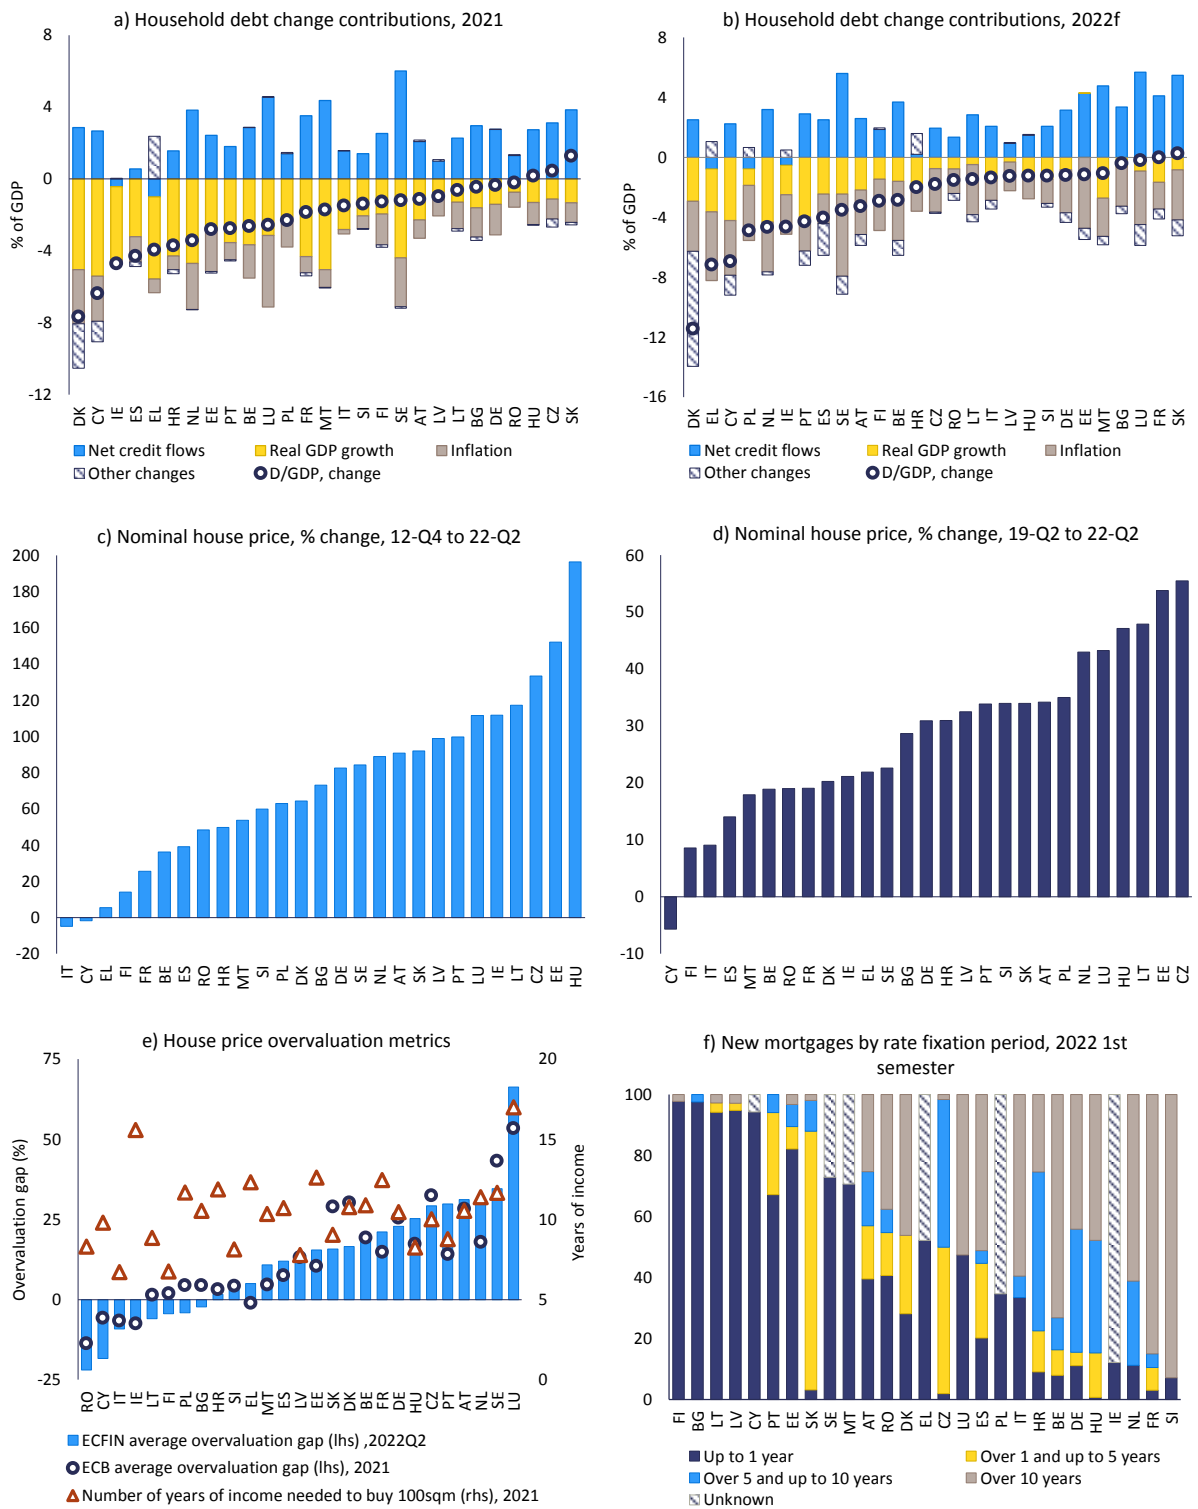 a) Household debt change contributions, 2021
8
4
0
-4
-8
-12
% of GDP
DK CY IE ES EL HR NL EE PT BE LU PL FR MT IT SI FI SE AT LV LT BG DE RO HU CZ SK
Net credit flows Real GDP growth Inflation
Other changes D/GDP, change
b) Household debt change contributions, 2022f
8
4
0
-4
-8
-12
-16
% of GDP
DK EL CY PL NL IE PT ES SE AT FI BE HR CZ RO LT IT LV HU SI DE EE MT BG LU FR SK
Net credit flows Real GDP growth Inflation
Other changes D/GDP, change
c) Nominal house price, % change, 12-Q4 to 22-Q2
200
180
160
140
120
100
80
60
40
20
0
-20
IT CY EL FI FR BE ES RO HR MT SI PL DK BG DE SE NL AT SK LV PT LU IE LT CZ EE HU
d) Nominal house price, % change, 19-Q2 to 22-Q2
60
50
40
30
20
10
0
-10
CY FI IT ES MT BE RO FR DK IE EL SE BG DE HR LV PT SI SK AT PL NL LU HU LT EE CZ
e) House price overvaluation metrics
75
50
25
0
-25
Overvaluation gap (%)
20
15
10
5
0
Years of income
RO CY IT IE LT FI PL BG HR SI EL MT ES LV EE SK DK BE FR DE HU CZ PT AT NL SE LU
ECFIN average overvaluation gap (lhs) ,2022Q2
ECB average overvaluation gap (lhs), 2021
Number of years of income needed to buy 100sqm (rhs), 2021
f) New mortgages by rate fixation period, 2022 1st
semester
100
80
60
40
20
0
FI BG LT LV CY PT EE SK SE MT AT RO DK EL CZ LU ES PL IT HR BE DE HU IE NL FR SI
Up to 1 year Over 1 and up to 5 years
Over 5 and up to 10 years Over 10 years
Unknown